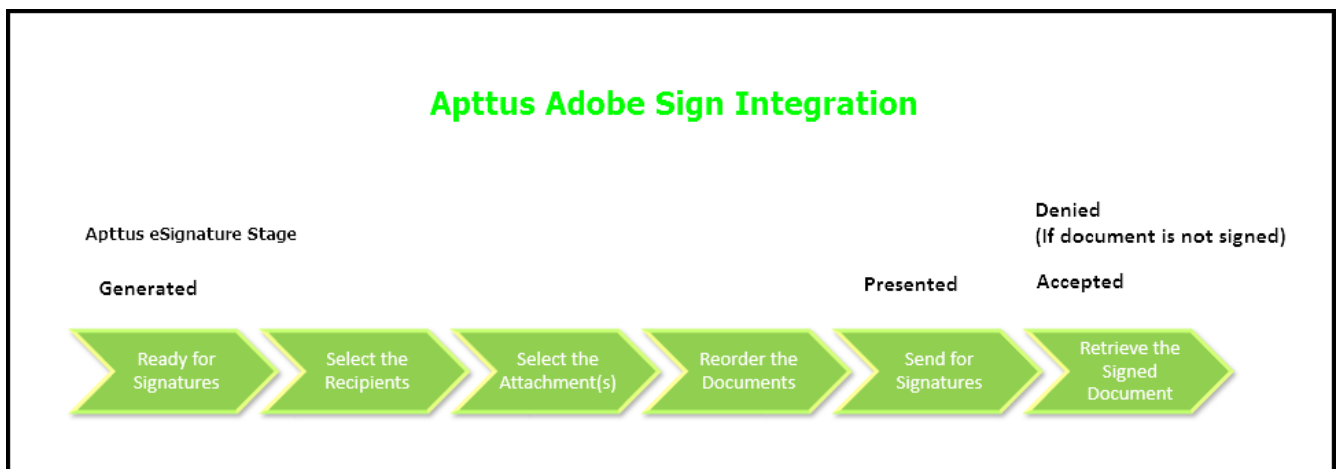 Apttus Adobe Sign Integration
Apttus eSignature Stage
Denied
(If document is not signed)
Generated
Presented
Accepted
Ready for
Signatures
Select the
Recipients
Select the
Attachment(s)
Reorder the
Documents
Send for
Signatures
Retrieve the
Signed
Document